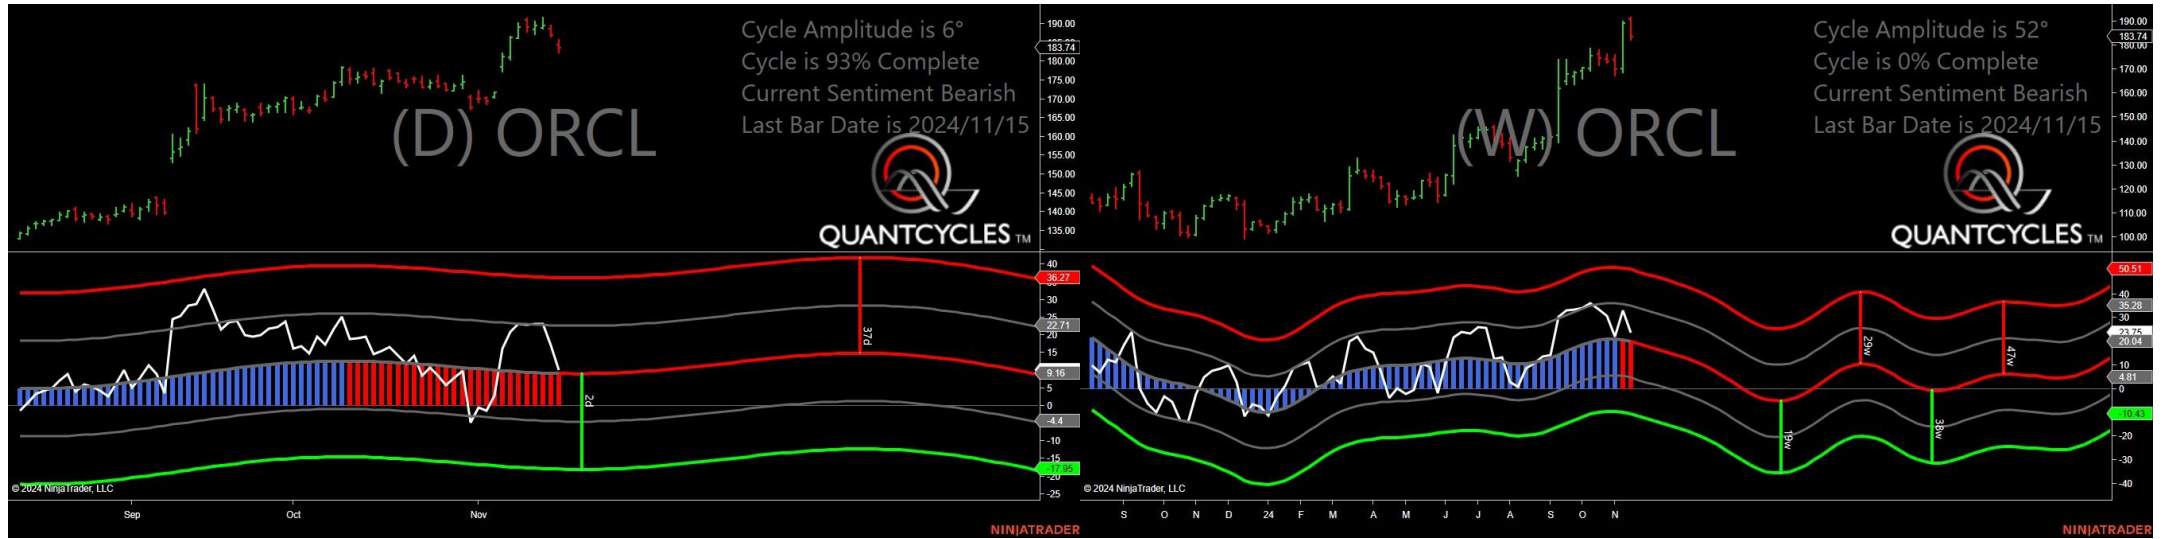 Cycle Amplitude is 6°
Cycle is 93% Complete
Current Sentiment Bearish
Last Bar Date is 2024/11/15
(D) ORCL
QUANTCYCLES TM
190.00
183.74
180.00
175.00
170.00
165.00
160.00
155.00
150.00
145.00
140.00
135.00
40
36.27
30
22.71
20
15
9.16
5
0
-4.4
-10
-15
-17.95
-20
-25
37d
2d
© 2024 NinjaTrader, LLC
Sep
Oct
Nov
NINJATRADER
Cycle Amplitude is 52°
Cycle is 0% Complete
Current Sentiment Bearish
Last Bar Date is 2024/11/15
(W) ORCL
QUANTCYCLES TM
190.00
183.74
180.00
170.00
160.00
150.00
140.00
130.00
120.00
110.00
100.00
50.51
40
35.28
30
23.75
20.04
10
4.81
0
-10.43
-20
-30
-40
29w
47w
19w
38w
© 2024 NinjaTrader, LLC
S
O
N
D
24
F
M
A
M
J
J
A
S
O
N
NINJATRADER